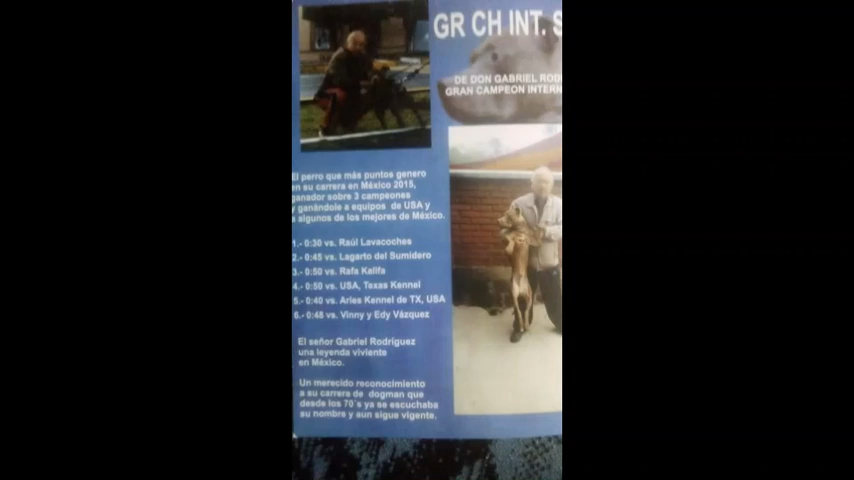 GR CH INT. S
DE DON GABRIEL RODR
GRAN CAMPEON INTERN
El perro que más puntos genero
en su carrera en México 2015,
ganador sobre 3 campeones
y ganándole a equipos de USA y
a algunos de los mejores de México.
1.- 0:30 vs. Raúl Lavacoches
2.- 0:45 vs. Lagarto del Sumidero
3.- 0:50 vs. Rafa Kalifa
4.- 0:50 vs. USA, Texas Kennel
5.- 0:40 vs. Aries Kennel de TX, USA
6.- 0:48 vs. Vinny y Edy Vázquez
El señor Gabriel Rodríguez
una leyenda viviente
en México.
Un marecido reconocimiento
a su carrera de dogman que
desde los 70´s ya se escuchaba
su nombre y aun sigue vigente.